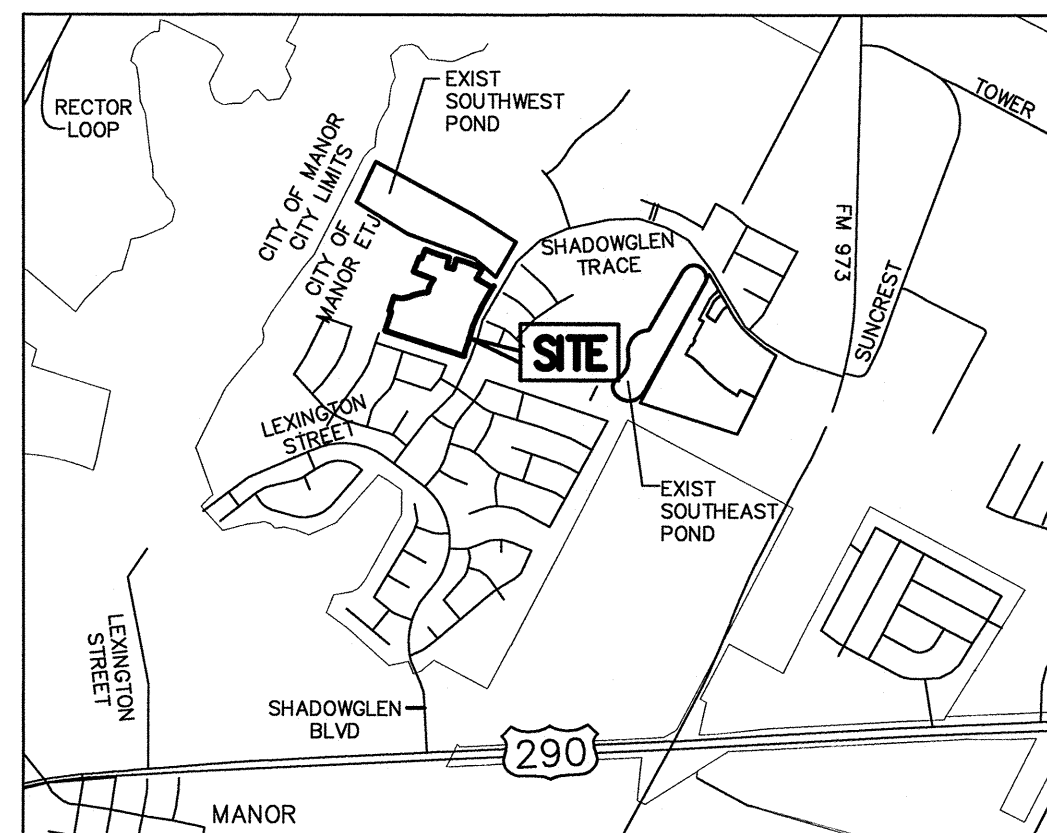 RECTOR
LOOP
EXIST
SOUTHWEST
POND
TOWER
CITY OF MANOR
CITY LIMITS
CITY OF
MANOR ETJ
SHADOWGLEN
TRACE
FM 973
SUNCREST
SITE
LEXINGTON
STREET
EXIST
SOUTHEAST
POND
LEXINGTON
STREET
SHADOWGLEN
BLVD
290
MANOR